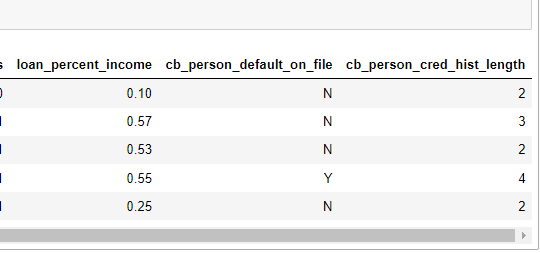 s loan_percent_income cb_person_default_on_file cb_person_cred_hist_length
0.10 N 2
0.57 N 3
0.53 N 2
0.55 Y 4
0.25 N 2